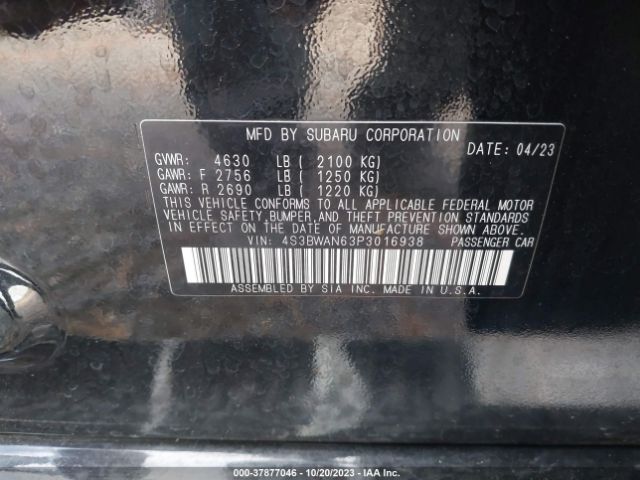 MFD BY SUBARU CORPORATION
DATE: 04/23
GVWR: 4630 LB ( 2100 KG)
GAWR: F 2756 LB ( 1250 KG)
GAWR: R 2690 LB ( 1220 KG)
THIS VEHICLE CONFORMS TO ALL APPLICABLE FEDERAL MOTOR
VEHICLE SAFETY, BUMPER, AND THEFT PREVENTION STANDARDS
IN EFFECT ON THE DATE OF MANUFACTURE SHOWN ABOVE.
VIN: 4S3BWAN63P3016938 PASSENGER CAR
ASSEMBLED BY SIA INC. MADE IN U.S.A.
000-37877046 | 10/20/2023 | IAA Inc.